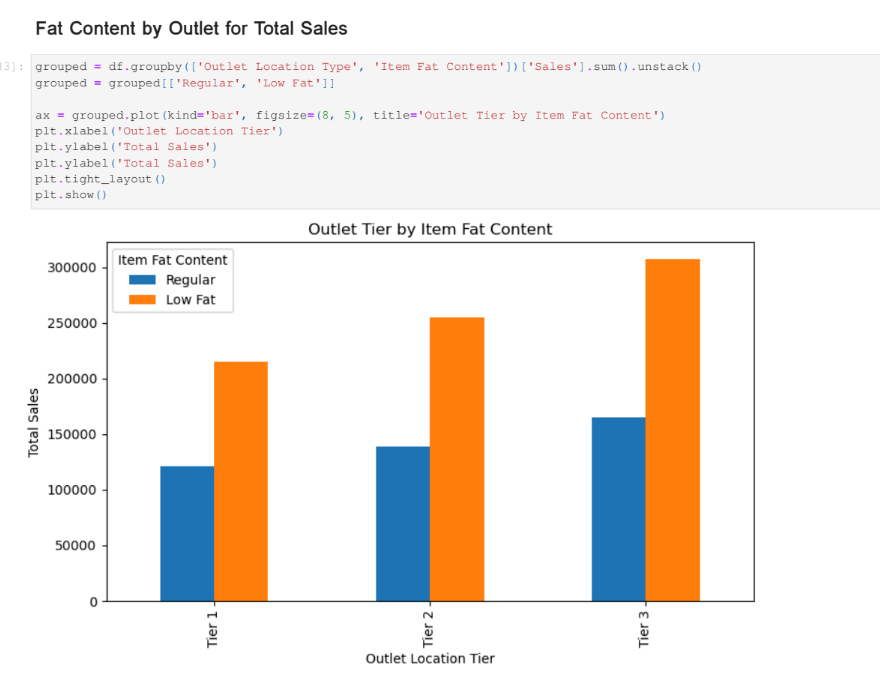 Fat Content by Outlet for Total Sales
33]:
grouped = df.groupby(['Outlet Location Type', 'Item Fat Content'])['Sales'].sum().unstack()
grouped = grouped[['Regular', 'Low Fat']]
ax = grouped.plot(kind='bar', figsize=(8, 5), title='Outlet Tier by Item Fat Content')
plt.xlabel('Outlet Location Tier')
plt.ylabel('Total Sales')
plt.ylabel('Total Sales')
plt.tight_layout()
plt.show()
Outlet Tier by Item Fat Content
Item Fat Content
Regular
Low Fat
300000
250000
200000
150000
100000
50000
0
Total Sales
Tier 1
Tier 2
Tier 3
Outlet Location Tier